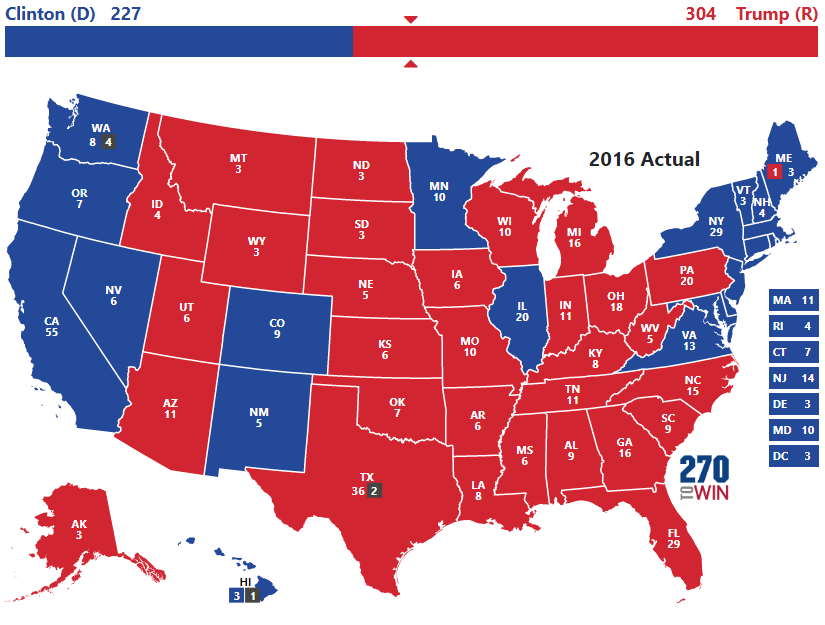 Clinton (D) 227
304 Trump (R)
2016 Actual
WA
8 4
OR
7
CA
55
NV
6
ID
4
MT
3
WY
3
UT
6
AZ
11
CO
9
NM
5
ND
3
SD
3
NE
5
KS
6
OK
7
TX
36 2
MN
10
IA
6
MO
10
AR
6
LA
8
WI
10
IL
20
MI
16
IN
11
OH
18
KY
8
TN
11
MS
6
AL
9
GA
16
FL
29
SC
9
NC
15
VA
13
WV
5
PA
20
NY
29
VT
3
NH
4
ME
1 3
MA 11
RI 4
CT 7
NJ 14
DE 3
MD 10
DC 3
AK
3
HI
3 1
270
TO WIN